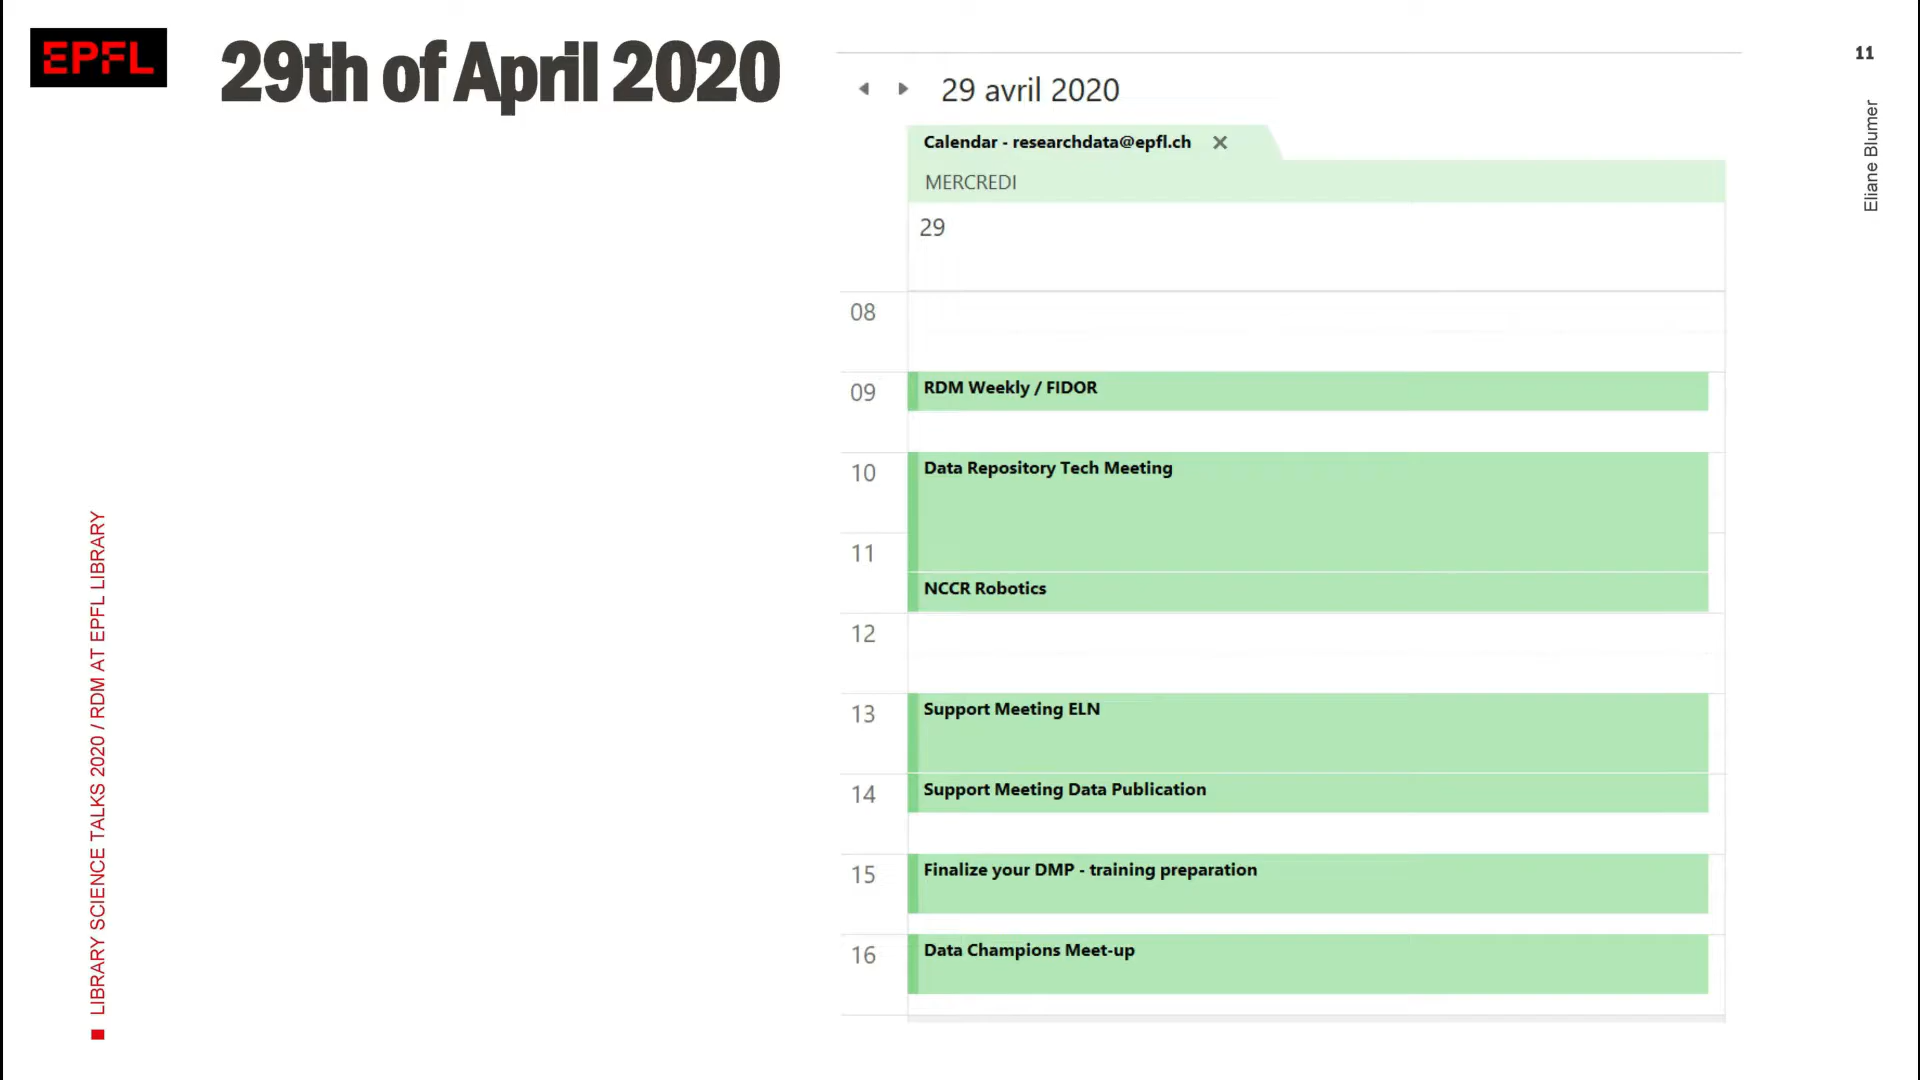 EPFL
29th of April 2020
11
Eliane Blumer
LIBRARY SCIENCE TALKS 2020 / RDM AT EPFL LIBRARY
29 avril 2020
Calendar - researchdata@epfl.ch
MERCREDI
29
08
09
RDM Weekly / FIDOR
10
Data Repository Tech Meeting
11
NCCR Robotics
12
13
Support Meeting ELN
14
Support Meeting Data Publication
15
Finalize your DMP - training preparation
16
Data Champions Meet-up